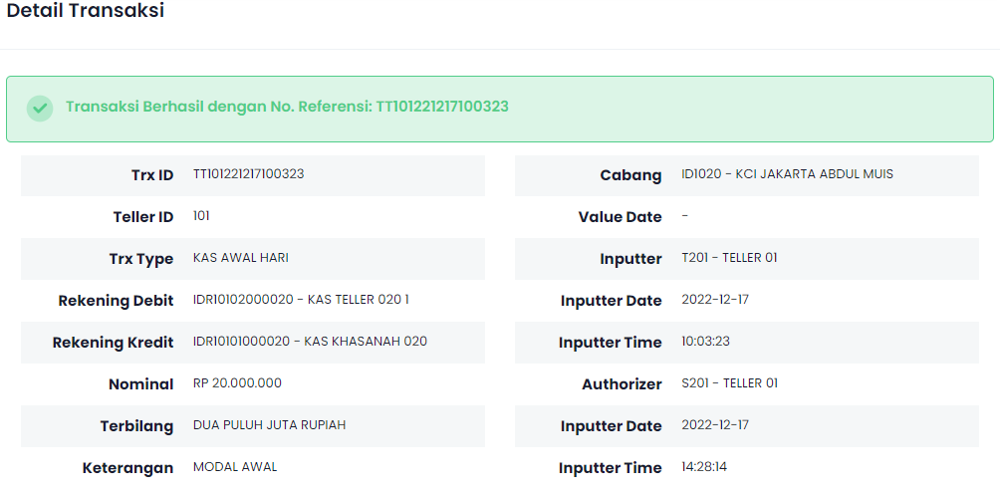 Detail Transaksi
Transaksi Berhasil dengan No. Referensi: TT101221217100323
Trx ID TT101221217100323
Teller ID 101
Trx Type KAS AWAL HARI
Rekening Debit IDR10102000020 - KAS TELLER 020 1
Rekening Kredit IDR10101000020 - KAS KHASANAH 020
Nominal RP 20.000.000
Terbilang DUA PULUH JUTA RUPIAH
Keterangan MODAL AWAL
Cabang ID1020 - KCI JAKARTA ABDUL MUIS
Value Date -
Inputter T201 - TELLER 01
Inputter Date 2022-12-17
Inputter Time 10:03:23
Authorizer S201 - TELLER 01
Inputter Date 2022-12-17
Inputter Time 14:28:14